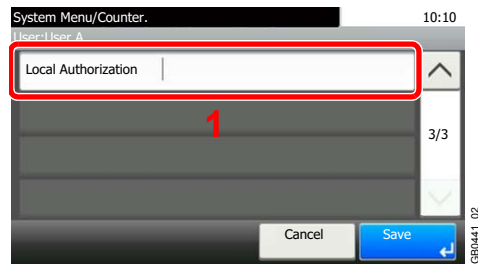 System Menu/Counter. 10:10
User:User A
Local Authorization
1
3/3
Cancel Save
GB0441_02